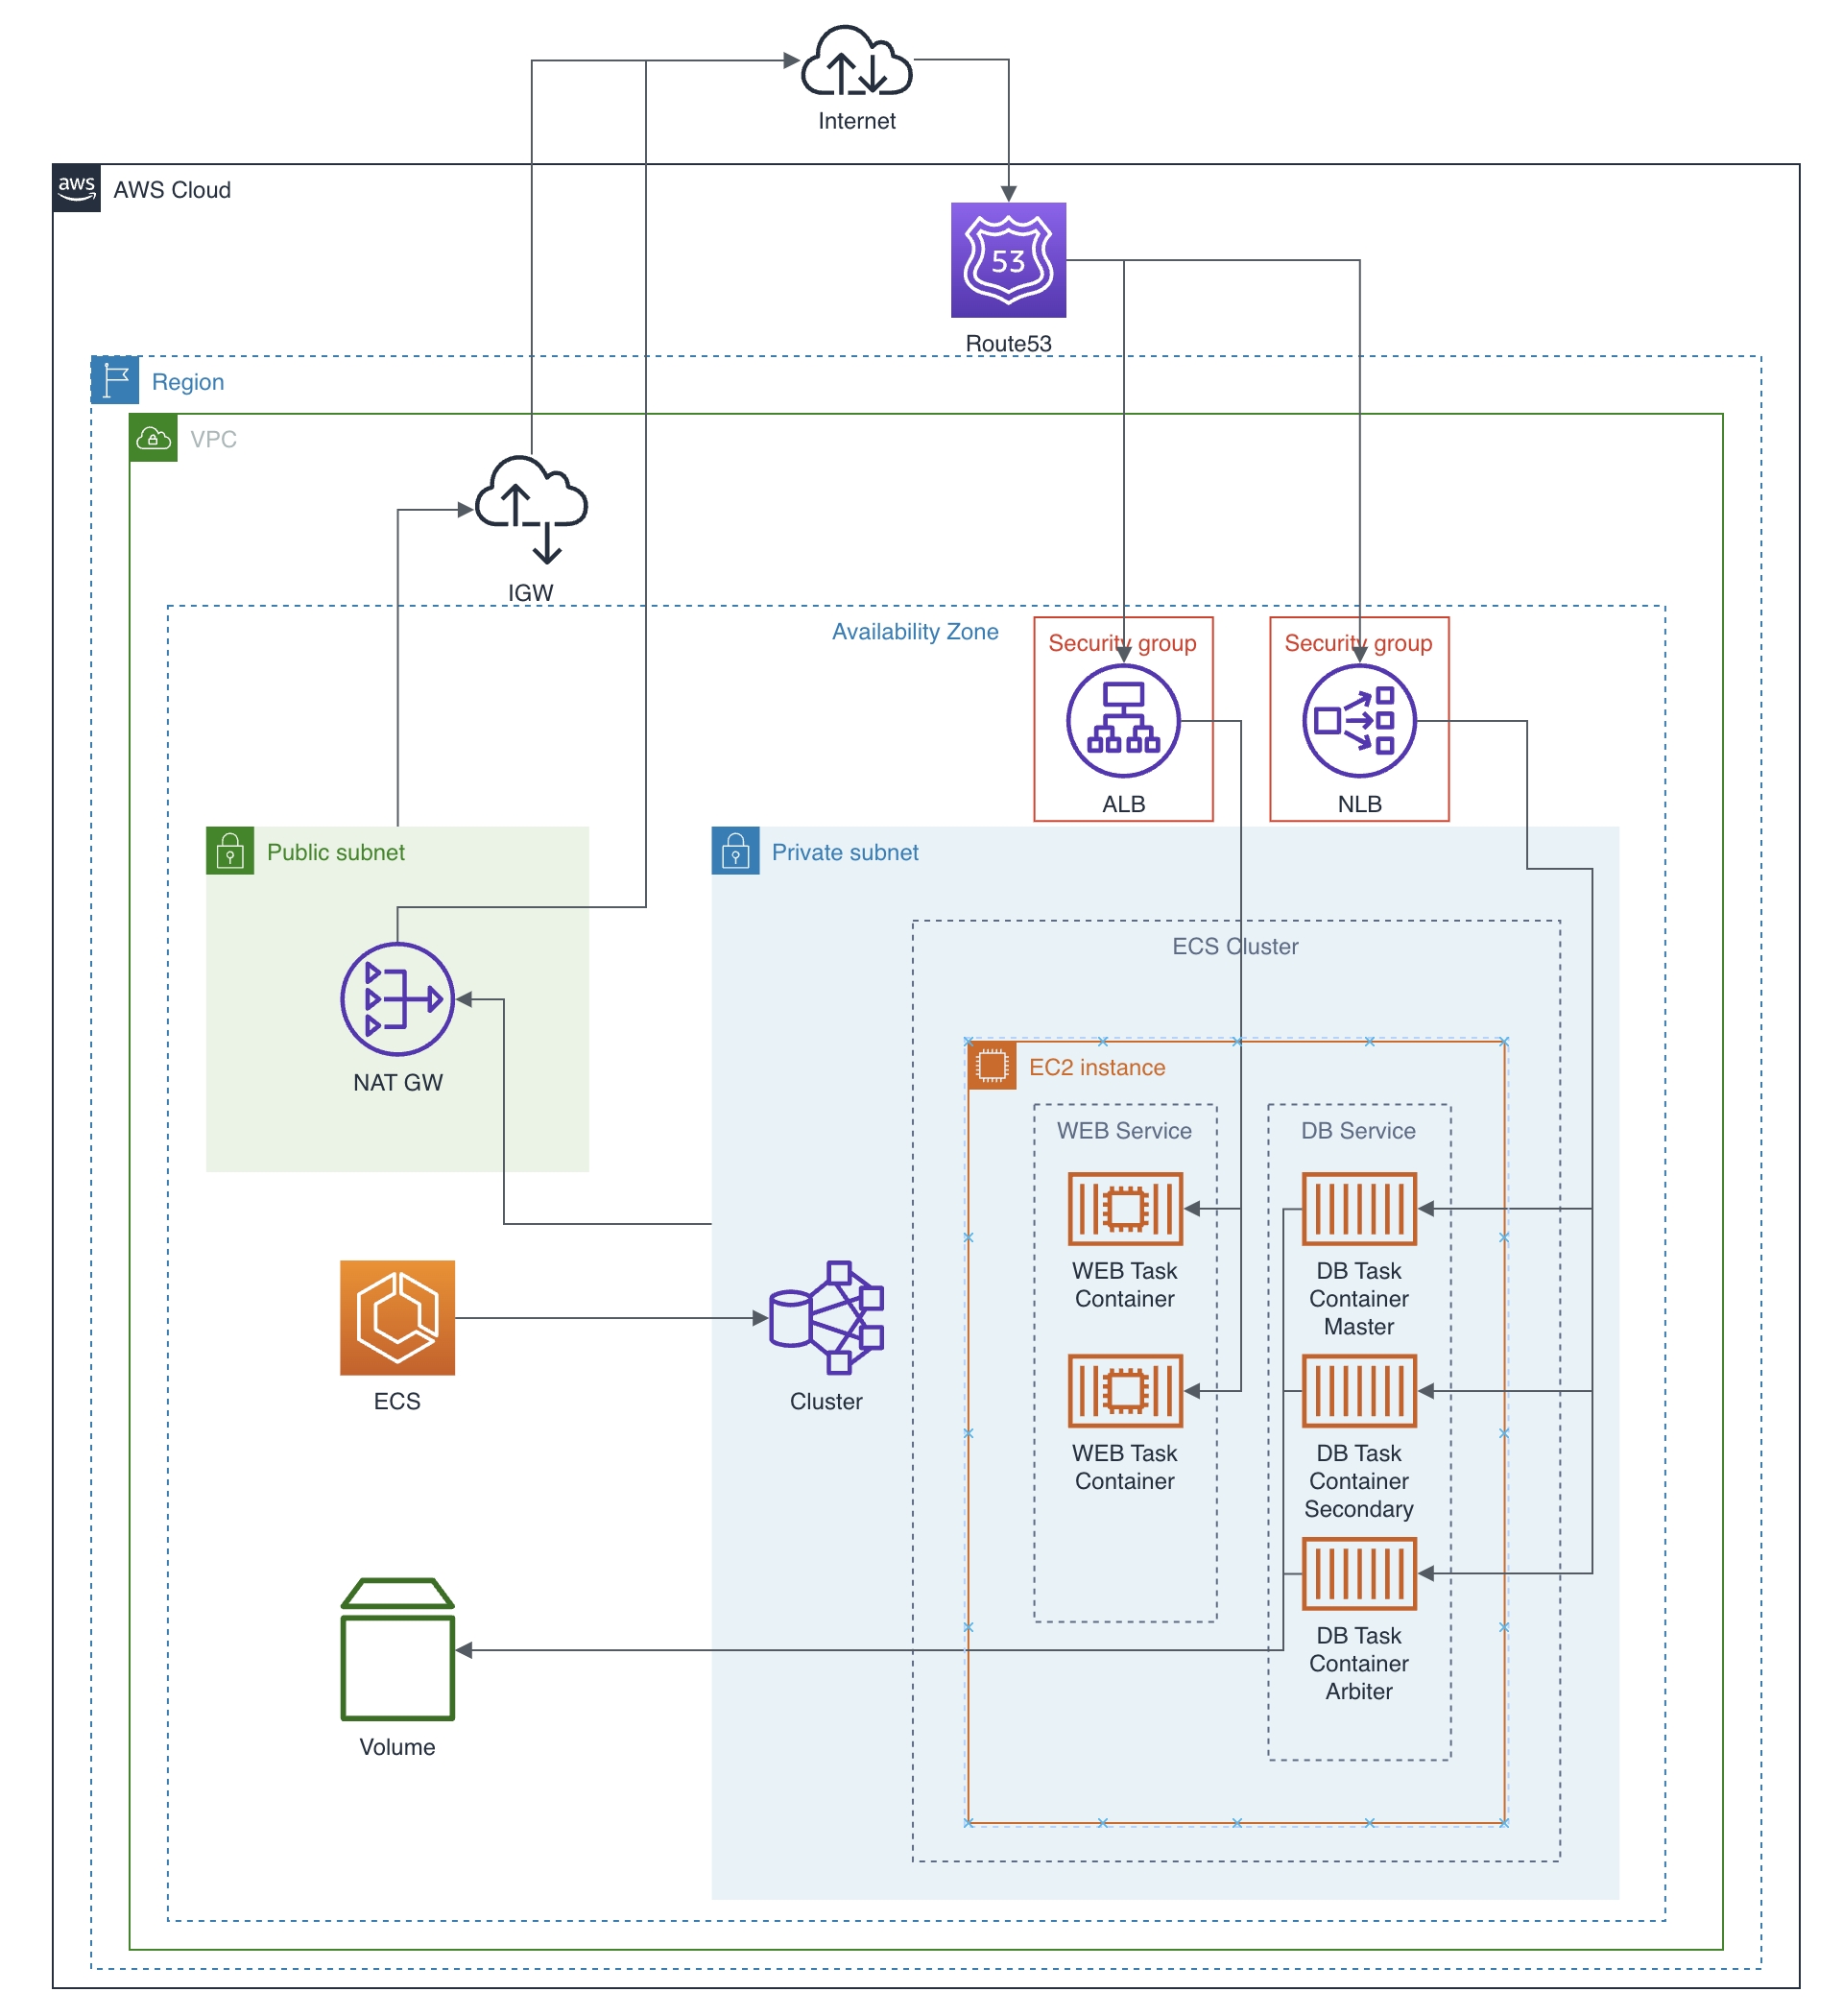 Internet
aws
AWS Cloud
53
Route53
Region
VPC
IGW
Availability Zone
Security group
Security group
ALB
NLB
Public subnet
Private subnet
ECS Cluster
NAT GW
EC2 instance
WEB Service
DB Service
WEB Task
Container
DB Task
Container
Master
ECS
Cluster
WEB Task
Container
DB Task
Container
Secondary
DB Task
Container
Arbiter
Volume